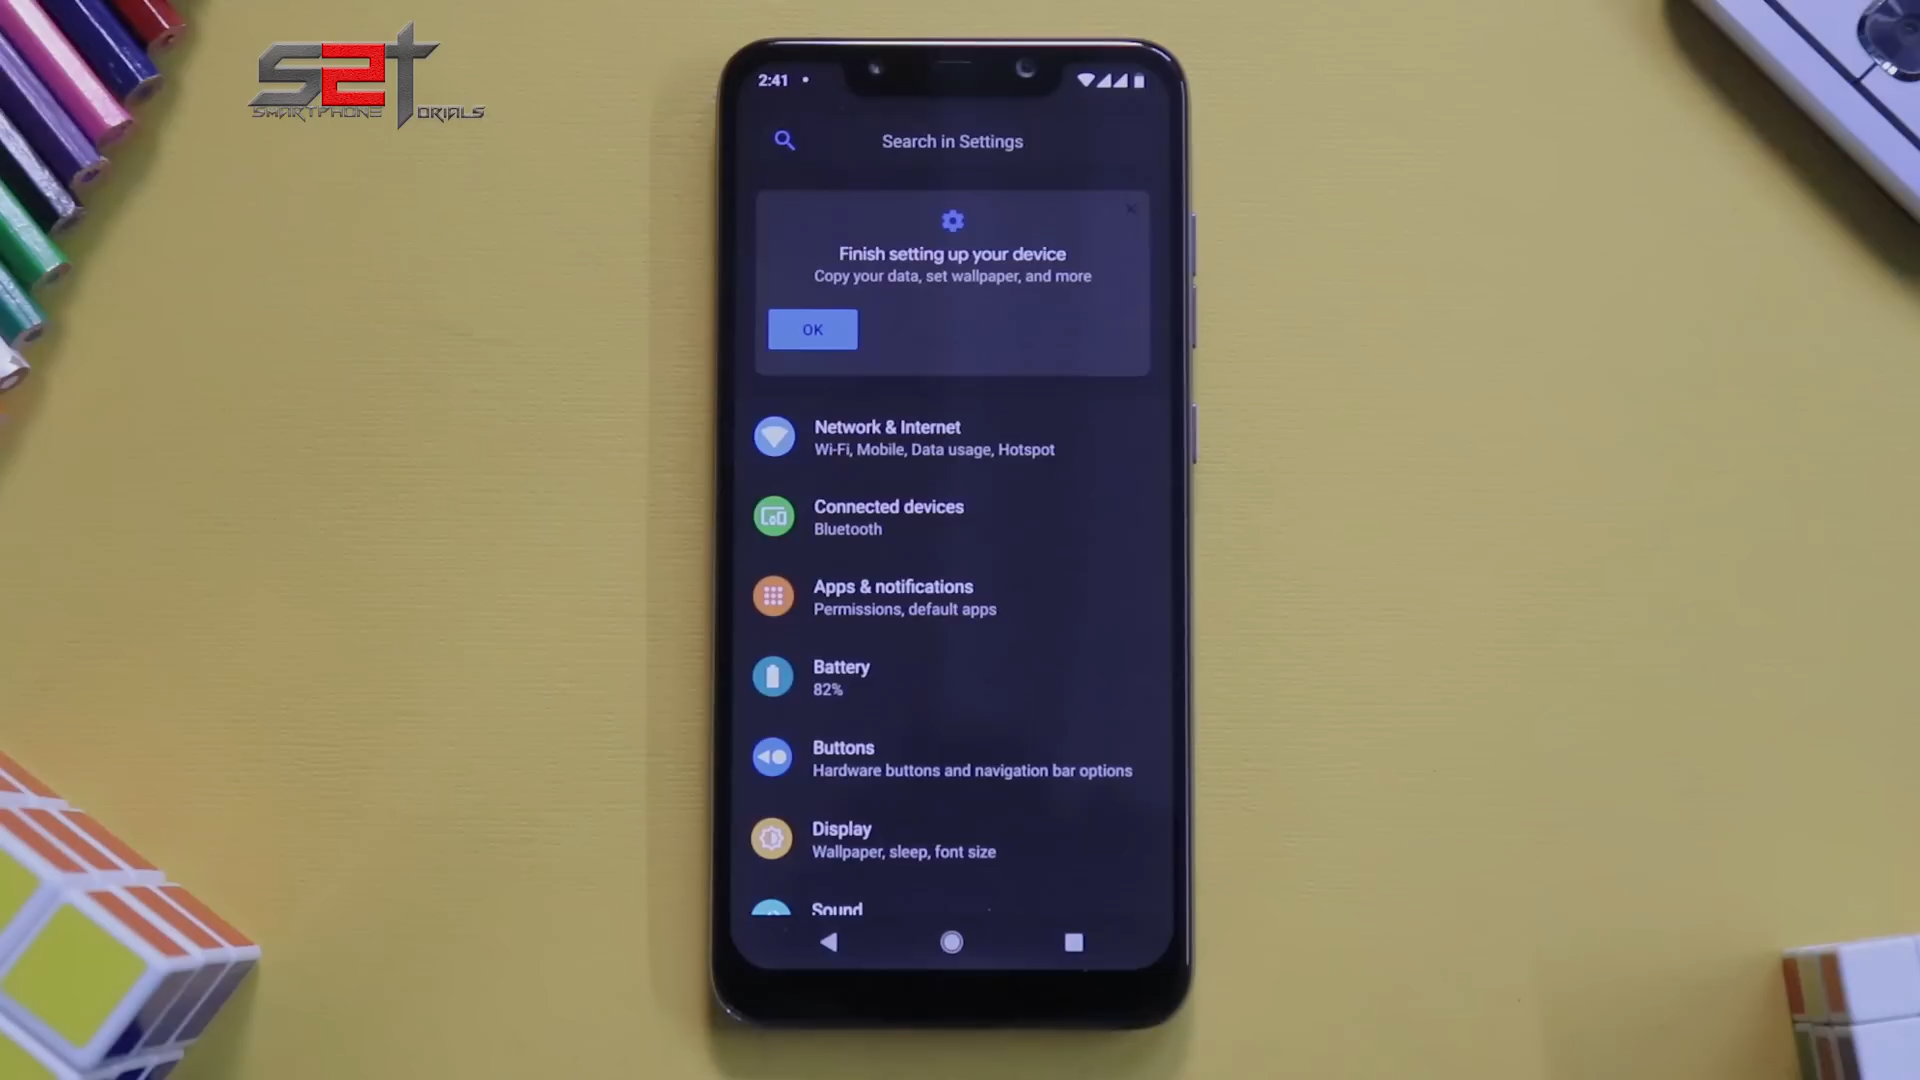 S2T
SMARTPHONE TORIALS
2:41
Search in Settings
Finish setting up your device
Copy your data, set wallpaper, and more
OK
Network & Internet
Wi-Fi, Mobile, Data usage, Hotspot
Connected devices
Bluetooth
Apps & notifications
Permissions, default apps
Battery
82%
Buttons
Hardware buttons and navigation bar options
Display
Wallpaper, sleep, font size
Sound